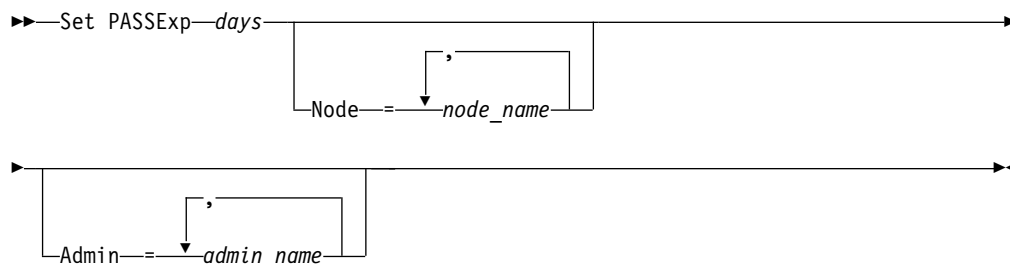 Set PASSExp days
,
Node = node_name
,
Admin = admin_name